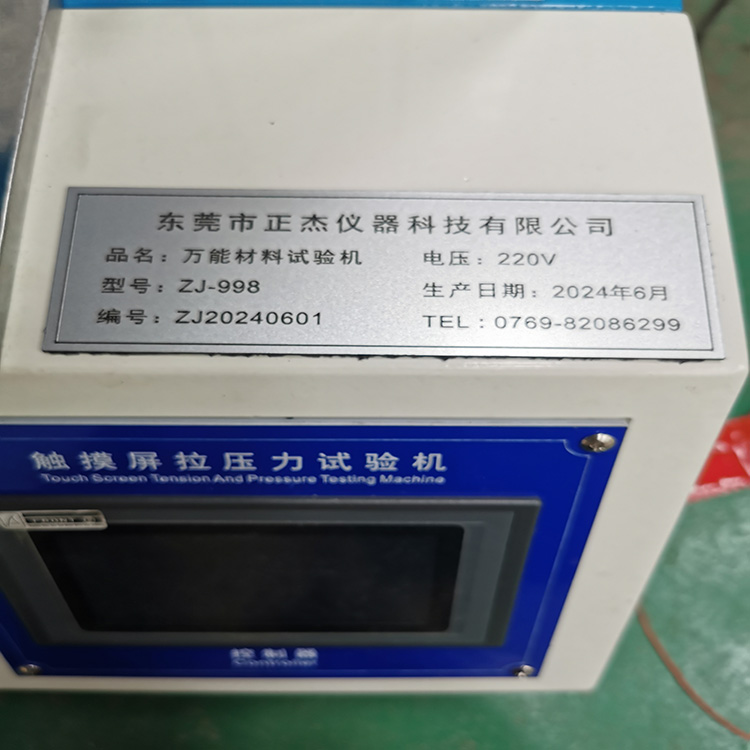 东莞市正杰仪器科技有限公司
品名：万能材料试验机 电压：220V
型号：ZJ-998 生产日期：2024年6月
编号：ZJ20240601 TEL：0769-82086299
触摸屏拉压力试验机
Touch Screen Tension And Pressure Testing Machine
控制器
Controller